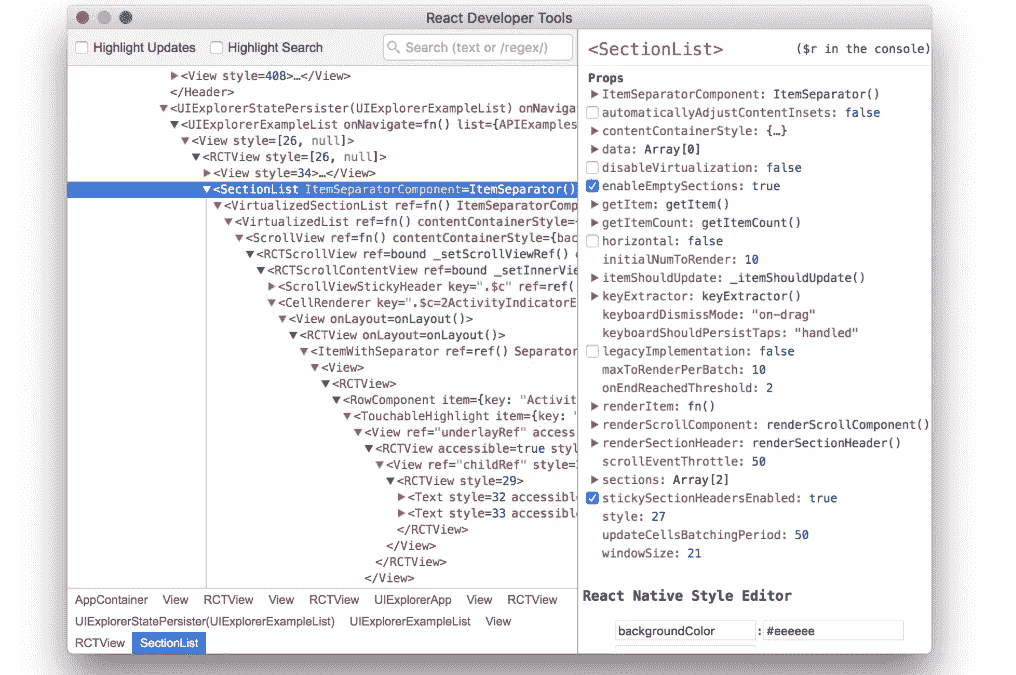 React Developer Tools
Highlight Updates Highlight Search Search (text or /regex/)
<View style=408>…</View>
</Header>
<UIExplorerStatePersister(UIExplorerExampleList) onNaviga
<UIExplorerExampleList onNavigate=fn() list={APIExamples
<View style=[26, null]>
<RCTView style=[26, null]>
<View style=34>…</View>
<SectionList ItemSeparatorComponent=ItemSeparator()
<VirtualizedSectionList ref=fn() ItemSeparatorComp
<VirtualizedList ref=fn() contentContainerStyle={
<ScrollView ref=fn() contentContainerStyle={bac
<RCTScrollView ref=bound _setScrollViewRef()
<RCTScrollContentView ref=bound _setInnerVie
<ScrollViewStickyHeader key=".$c" ref=ref(
<CellRenderer key=".$c=2ActivityIndicatorE
<View onLayout=onLayout()>
<RCTView onLayout=onLayout()>
<ItemWithSeparator ref=ref() Separator
<View>
<RCTView>
<RowComponent item={key: "Activit
<TouchableHighlight item={key: "
<View ref="underlayRef" access
<RCTView accessible=true styl
<View ref="childRef" style=
<RCTView style=29>
<Text style=32 accessible
<Text style=33 accessible
</RCTView>
</View>
</RCTView>
</View>
AppContainer View RCTView View RCTView UIExplorerApp View RCTView
UIExplorerStatePersister(UIExplorerExampleList) UIExplorerExampleList View
RCTView SectionList
<SectionList> ($r in the console)
Props
ItemSeparatorComponent: ItemSeparator()
automaticallyAdjustContentInsets: false
contentContainerStyle: {…}
data: Array[0]
disableVirtualization: false
enableEmptySections: true
getItem: getItem()
getItemCount: getItemCount()
horizontal: false
initialNumToRender: 10
itemShouldUpdate: _itemShouldUpdate()
keyExtractor: keyExtractor()
keyboardDismissMode: "on-drag"
keyboardShouldPersistTaps: "handled"
legacyImplementation: false
maxToRenderPerBatch: 10
onEndReachedThreshold: 2
renderItem: fn()
renderScrollComponent: renderScrollComponent()
renderSectionHeader: renderSectionHeader()
scrollEventThrottle: 50
sections: Array[2]
stickySectionHeadersEnabled: true
style: 27
updateCellsBatchingPeriod: 50
windowSize: 21
React Native Style Editor
backgroundColor : #eeeeee